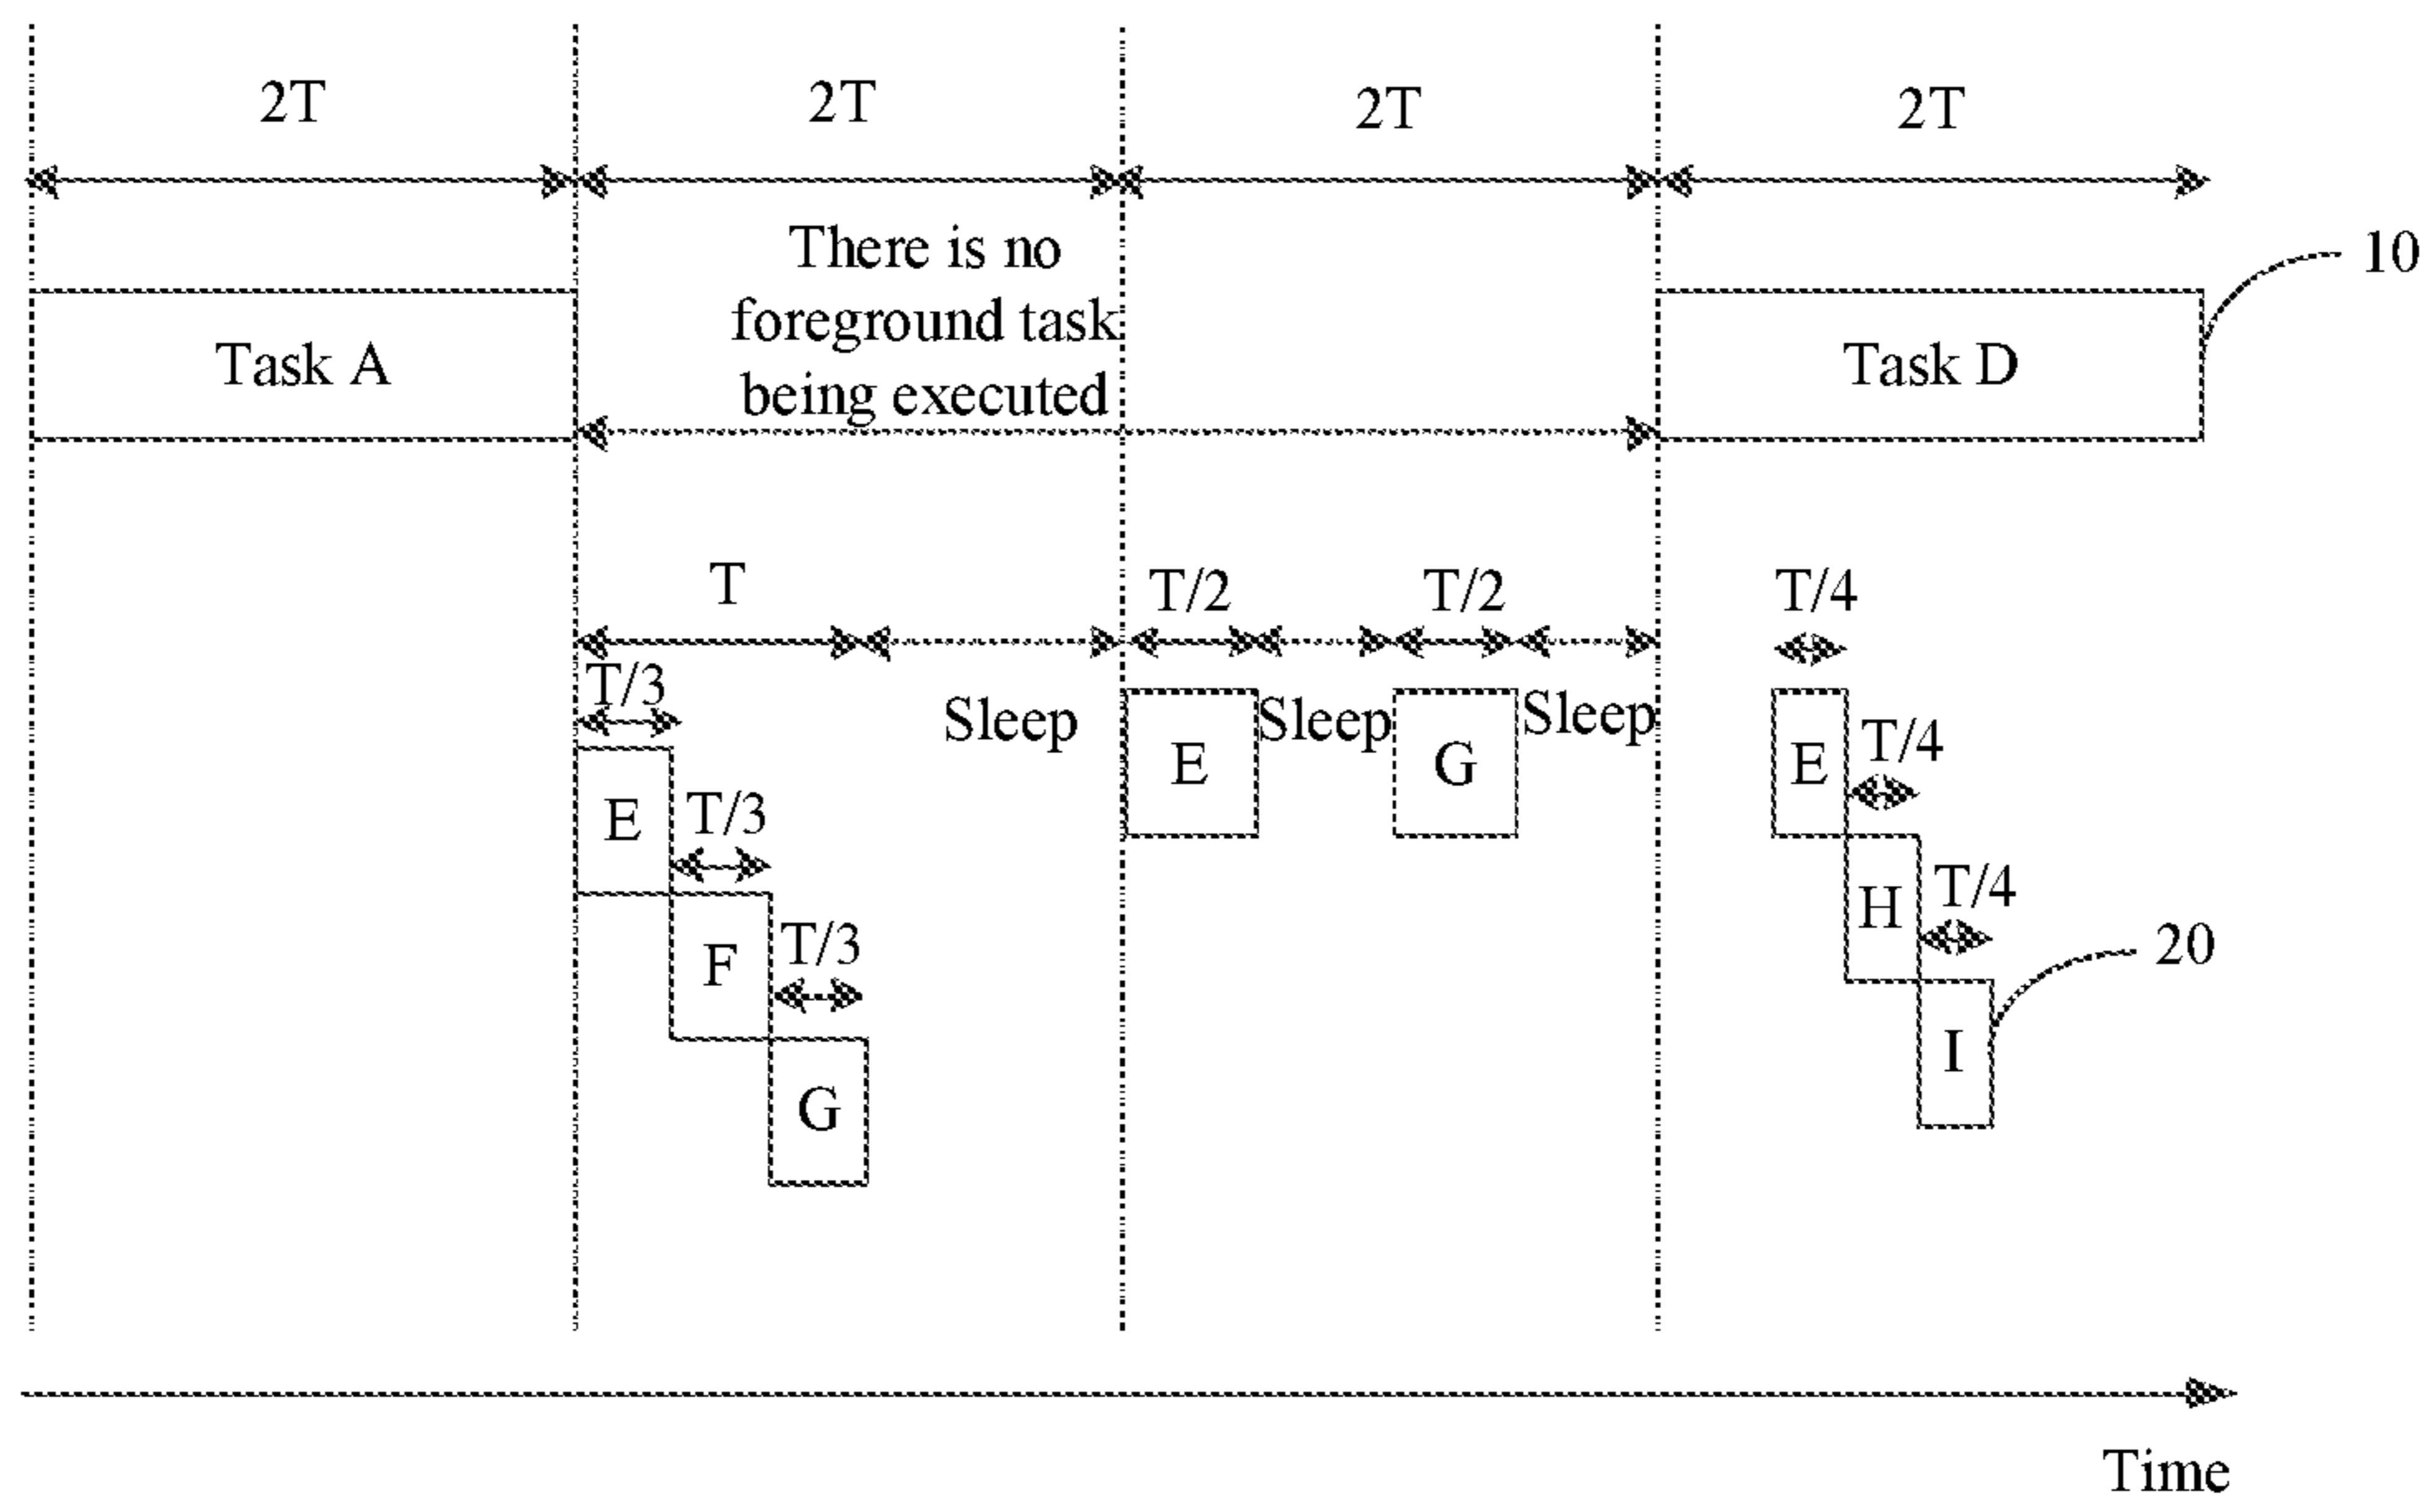 2T
2T
2T
2T
There is no
foreground task
being executed
10
Task A
Task D
T
T/2
T/2
T/4
T/3
Sleep
Sleep
Sleep
E
G
E
T/4
E
T/3
H
T/4
F
T/3
20
I
G
Time